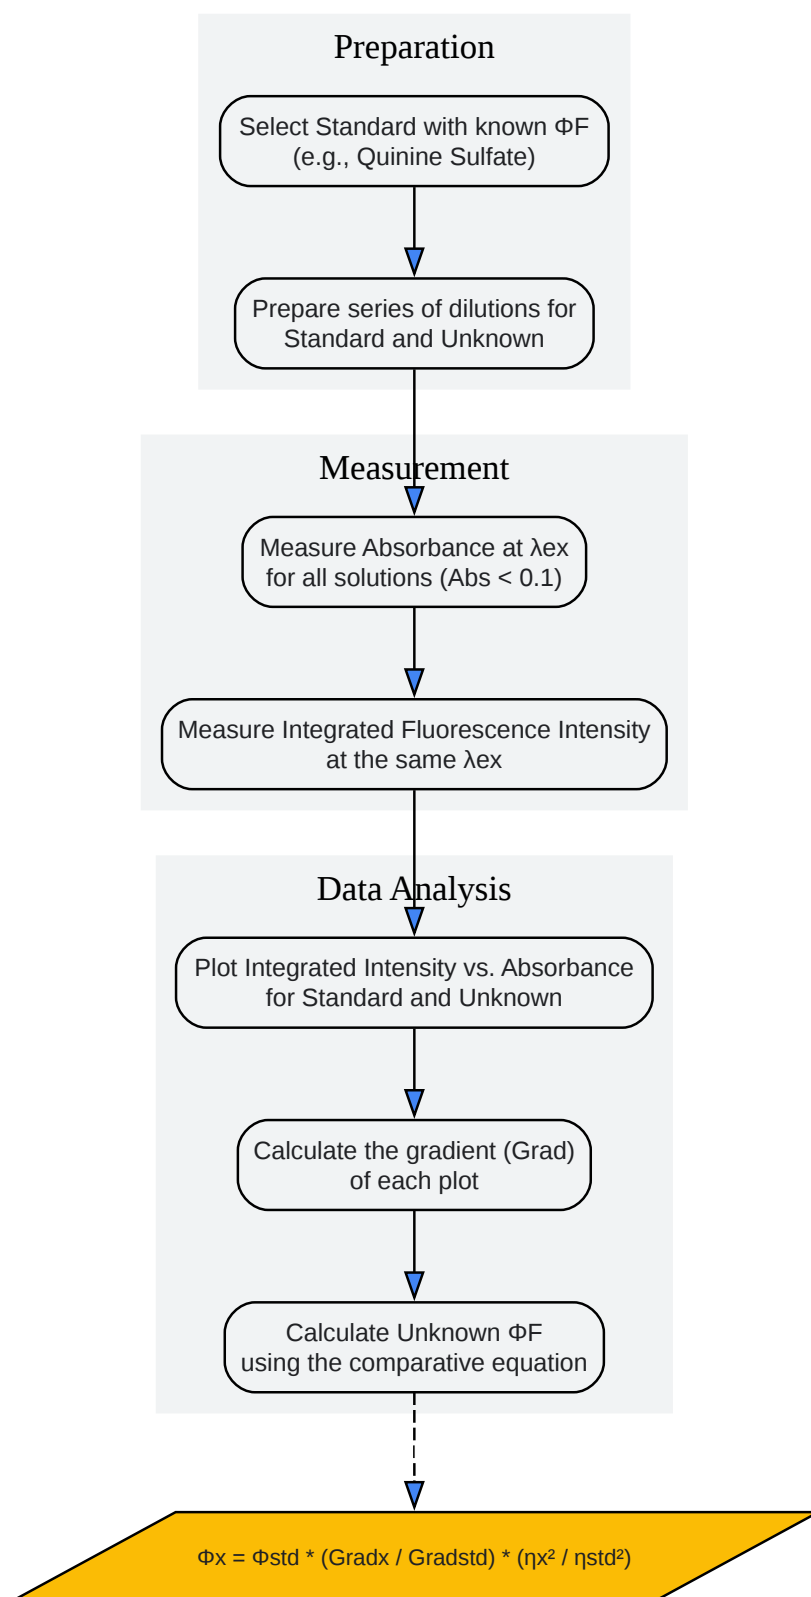 Preparation
Select Standard with known ΦF
(e.g., Quinine Sulfate)
Prepare series of dilutions for
Standard and Unknown
Measurement
Measure Absorbance at λex
for all solutions (Abs < 0.1)
Measure Integrated Fluorescence Intensity
at the same λex
Data Analysis
Plot Integrated Intensity vs. Absorbance
for Standard and Unknown
Calculate the gradient (Grad)
of each plot
Calculate Unknown ΦF
using the comparative equation
Φx = Φstd * (Gradx / Gradstd) * (ηx² / ηstd²)